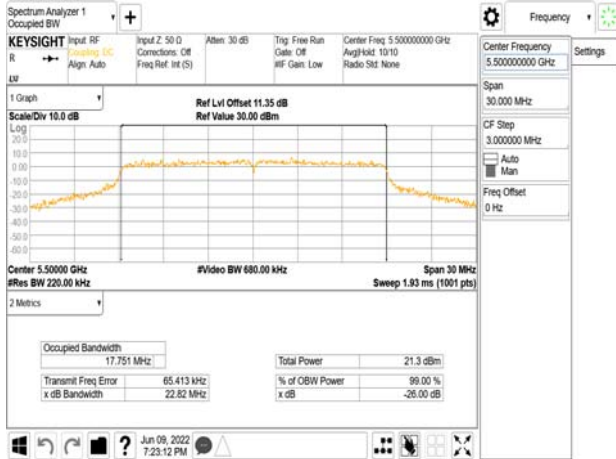 Spectrum Analyzer 1
Occupied BW
+
KEYSIGHT
R
Input: RF
Coupling: DC
Align: Auto
Input Z: 50 Ω
Corrections: Off
Freq Ref: Int (S)
Atten: 30 dB
Trig: Free Run
Gate: Off
#IF Gain: Low
Center Freq: 5.500000000 GHz
Avg|Hold: 10/10
Radio Std: None
1 Graph
Scale/Div 10.0 dB
Ref Lvl Offset 11.35 dB
Ref Value 30.00 dBm
Log
20.0
10.0
0.00
-10.0
-20.0
-30.0
-40.0
-50.0
-60.0
Center 5.50000 GHz
#Res BW 220.00 kHz
#Video BW 680.00 kHz
Span 30 MHz
Sweep 1.93 ms (1001 pts)
2 Metrics
Occupied Bandwidth
17.751 MHz
Total Power 21.3 dBm
Transmit Freq Error 65.413 kHz
% of OBW Power 99.00 %
x dB Bandwidth 22.82 MHz
x dB -26.00 dB
?
Jun 09, 2022
7:23:12 PM
Frequency
Settings
Center Frequency
5.500000000 GHz
Span
30.000 MHz
CF Step
3.000000 MHz
Auto
Man
Freq Offset
0 Hz